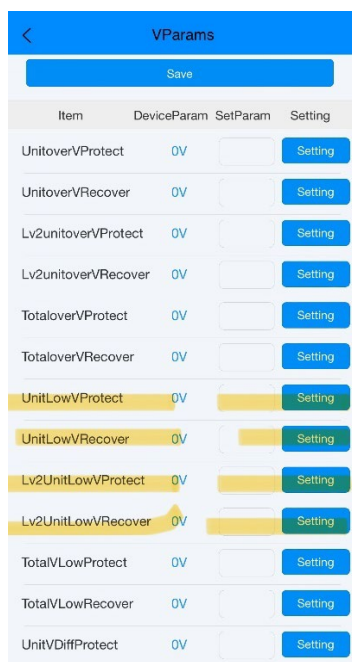 VParams
Save
Item DeviceParam SetParam Setting
UnitoverVProtect 0V Setting
UnitoverVRecover 0V Setting
Lv2unitoverVProtect 0V Setting
Lv2unitoverVRecover 0V Setting
TotaloverVProtect 0V Setting
TotaloverVRecover 0V Setting
UnitLowVProtect 0V Setting
UnitLowVRecover 0V Setting
Lv2UnitLowVProtect 0V Setting
Lv2UnitLowVRecover 0V Setting
TotalVLowProtect 0V Setting
TotalVLowRecover 0V Setting
UnitVDiffProtect 0V Setting